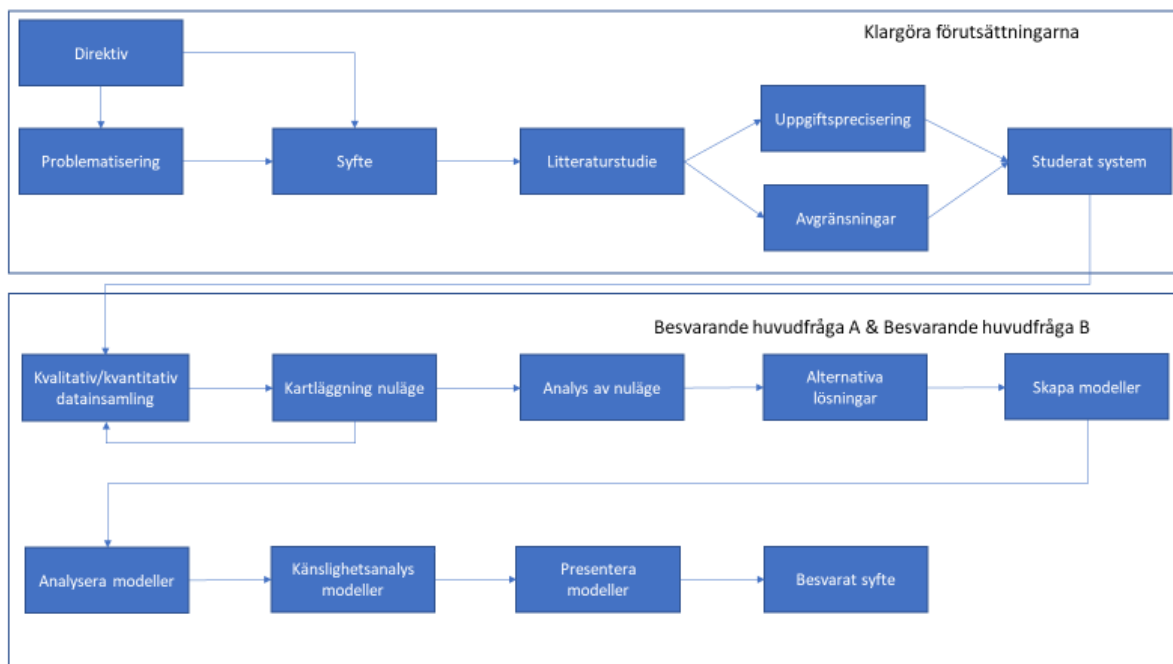 Klargöra förutsättningarna
Direktiv
Problematisering
Syfte
Litteraturstudie
Uppgiftsprecisering
Avgränsningar
Studerat system
Besvarande huvudfråga A & Besvarande huvudfråga B
Kvalitativ/kvantitativ
datainsamling
Kartläggning nuläge
Analys av nuläge
Alternativa
lösningar
Skapa modeller
Analysera modeller
Känslighetsanalys
modeller
Presentera
modeller
Besvarat syfte